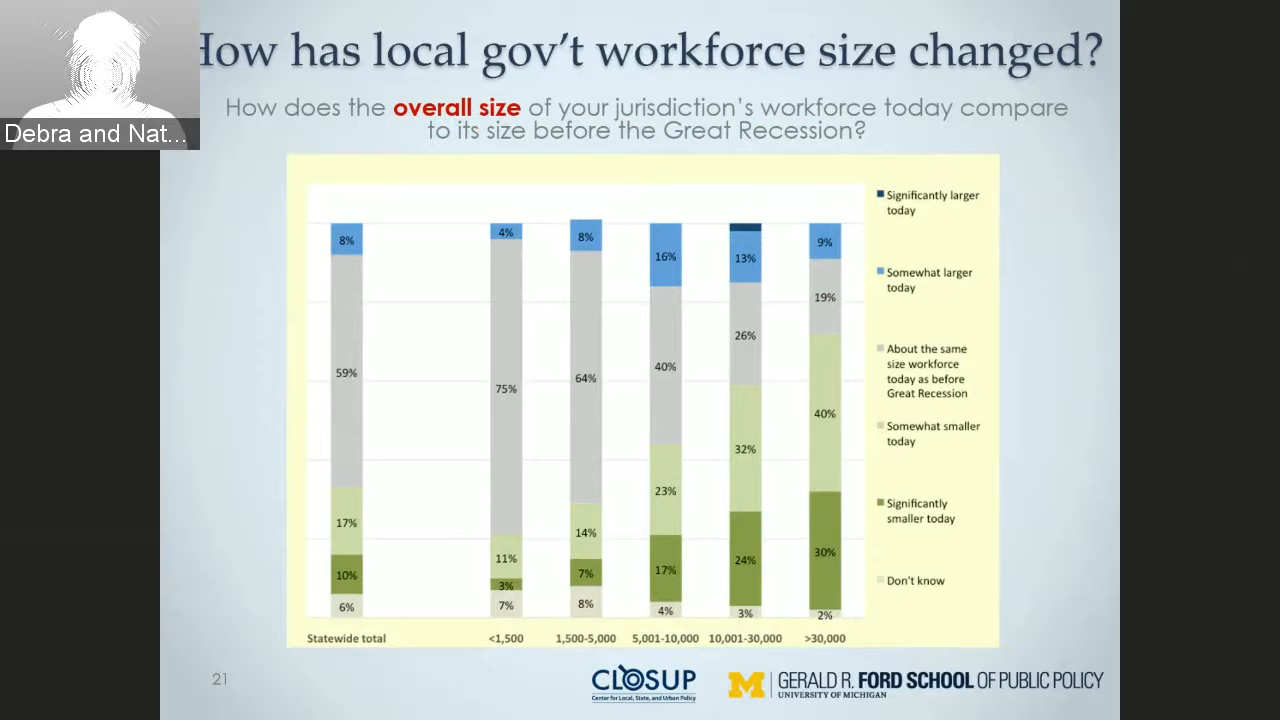 How has local gov't workforce size changed?
How does the overall size of your jurisdiction's workforce today compare
to its size before the Great Recession?
Debra and Nat...
8%
59%
17%
10%
6%
4%
75%
11%
3%
7%
8%
64%
14%
7%
8%
16%
40%
23%
17%
4%
13%
26%
32%
24%
3%
9%
19%
40%
30%
2%
Statewide total
<1,500
1,500-5,000
5,001-10,000
10,001-30,000
>30,000
Significantly larger
today
Somewhat larger
today
About the same
size workforce
today as before
Great Recession
Somewhat smaller
today
Significantly
smaller today
Don't know
21
CLOSUP
Center for Local, State, and Urban Policy
M
GERALD R. FORD SCHOOL OF PUBLIC POLICY
UNIVERSITY OF MICHIGAN